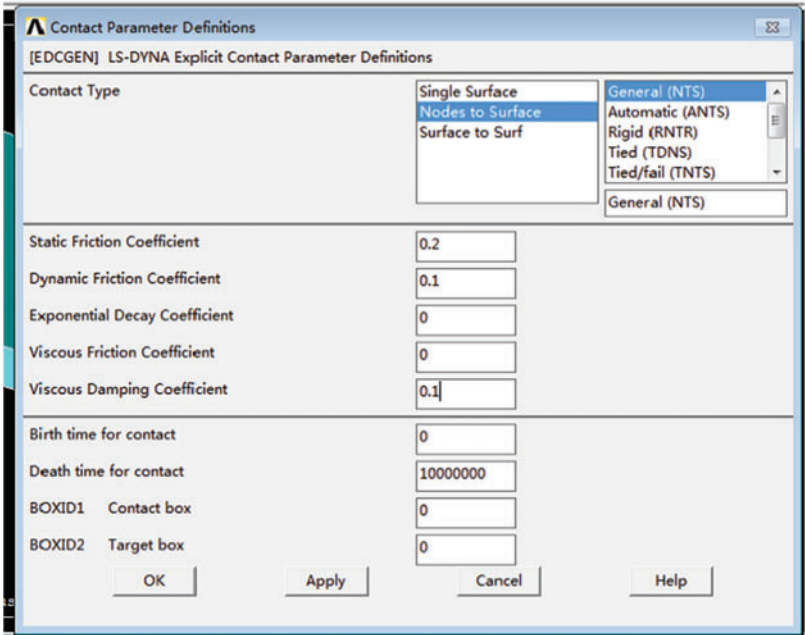 Contact Parameter Definitions
[EDCGEN] LS-DYNA Explicit Contact Parameter Definitions
Contact Type
Single Surface
Nodes to Surface
Surface to Surf
General (NTS)
Automatic (ANTS)
Rigid (RNTR)
Tied (TDNS)
Tied/fail (TNTS)
General (NTS)
Static Friction Coefficient 0.2
Dynamic Friction Coefficient 0.1
Exponential Decay Coefficient 0
Viscous Friction Coefficient 0
Viscous Damping Coefficient 0.1
Birth time for contact 0
Death time for contact 10000000
BOXID1 Contact box 0
BOXID2 Target box 0
OK Apply Cancel Help